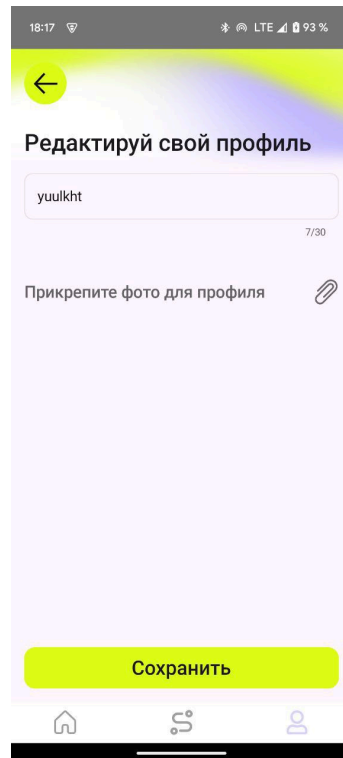 18:17 LTE 93 %
Редактируй свой профиль
yuulkht
7/30
Прикрепите фото для профиля
Сохранить